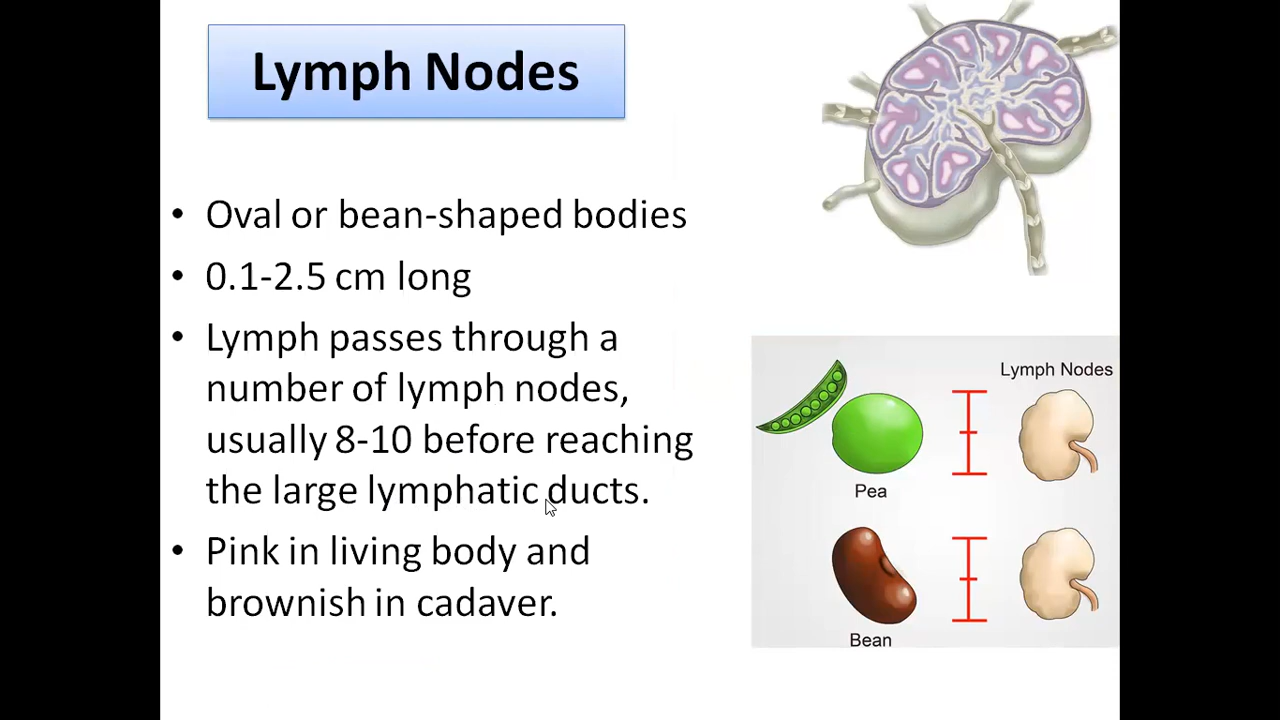 Lymph Nodes
• Oval or bean-shaped bodies
• 0.1-2.5 cm long
• Lymph passes through a
number of lymph nodes,
usually 8-10 before reaching
the large lymphatic ducts.
• Pink in living body and
brownish in cadaver.
Lymph Nodes
Pea
Bean